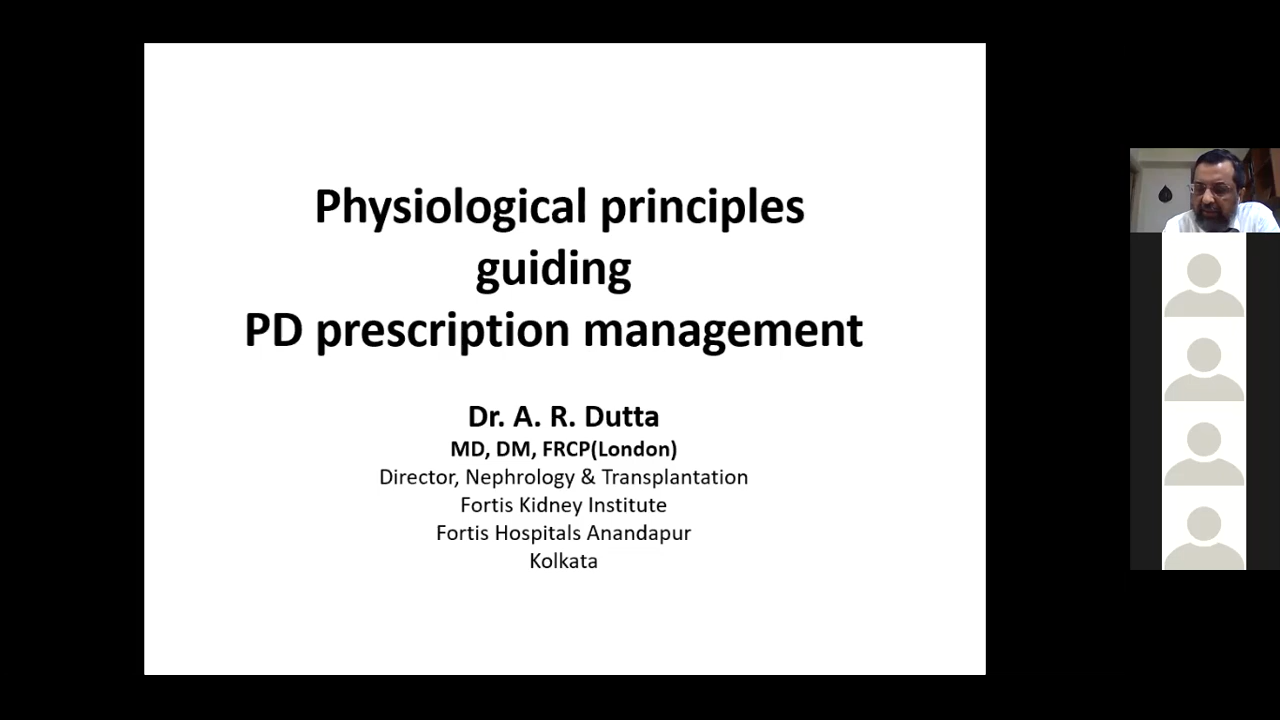 Physiological principles
guiding
PD prescription management
Dr. A. R. Dutta
MD, DM, FRCP(London)
Director, Nephrology & Transplantation
Fortis Kidney Institute
Fortis Hospitals Anandapur
Kolkata